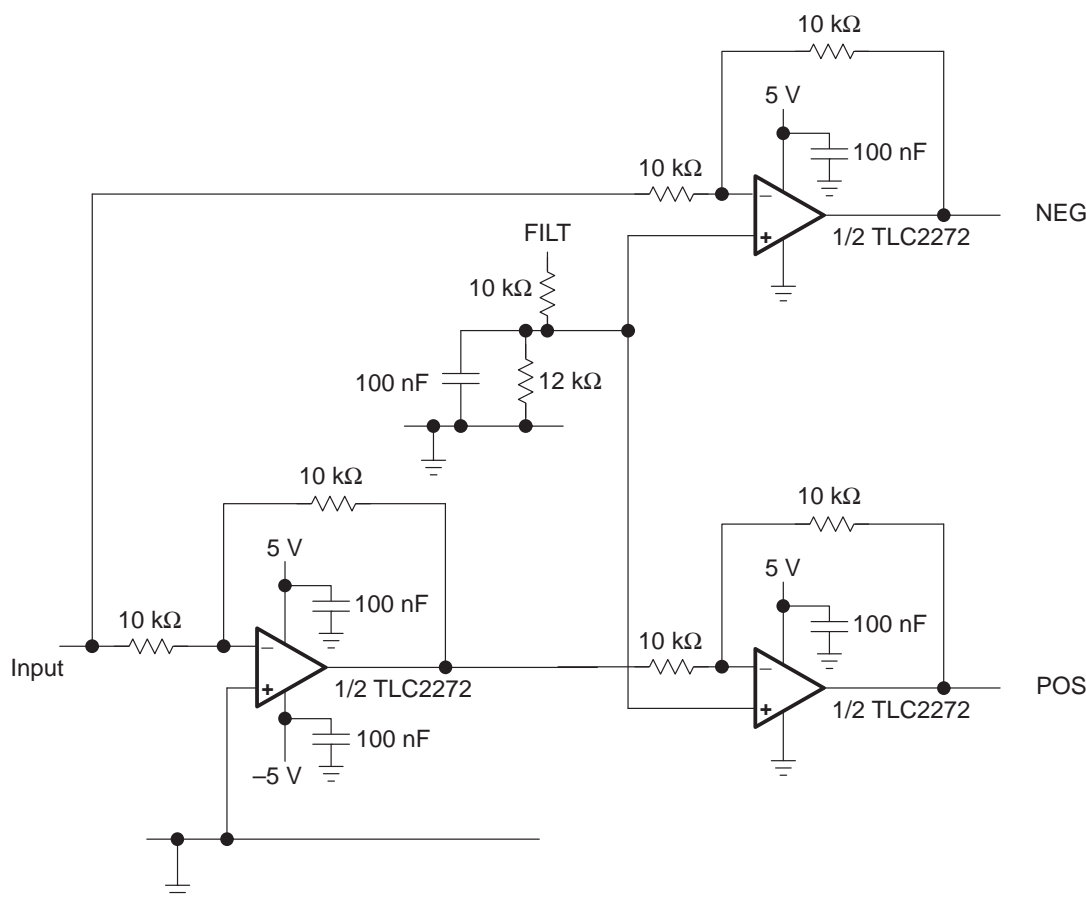 10 kΩ
5 V
100 nF
10 kΩ
–
+
NEG
1/2 TLC2272
FILT
10 kΩ
100 nF
12 kΩ
10 kΩ
10 kΩ
5 V
5 V
100 nF
100 nF
10 kΩ
10 kΩ
–
–
Input
+
+
1/2 TLC2272
1/2 TLC2272
POS
100 nF
–5 V